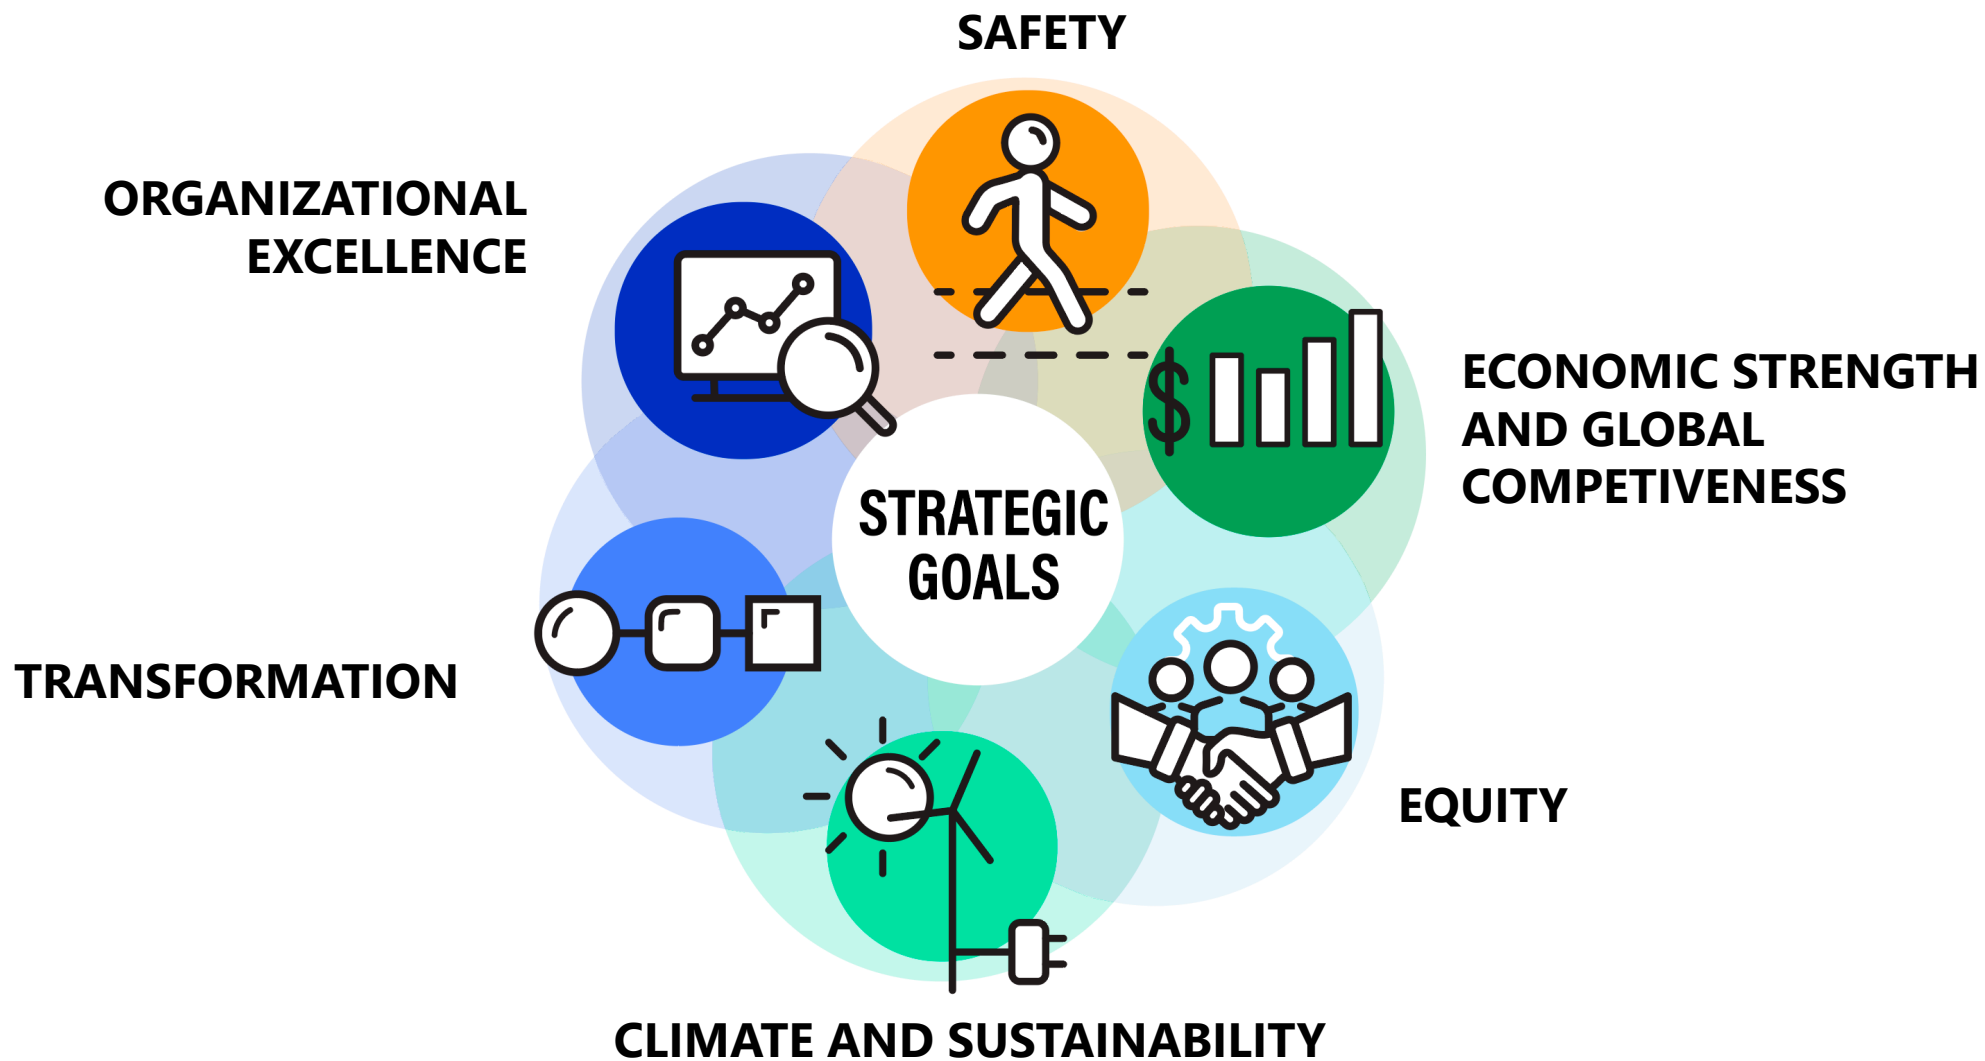 SAFETY
ORGANIZATIONAL
EXCELLENCE
ECONOMIC STRENGTH
AND GLOBAL
COMPETIVENESS
STRATEGIC
GOALS
TRANSFORMATION
EQUITY
CLIMATE AND SUSTAINABILITY
$